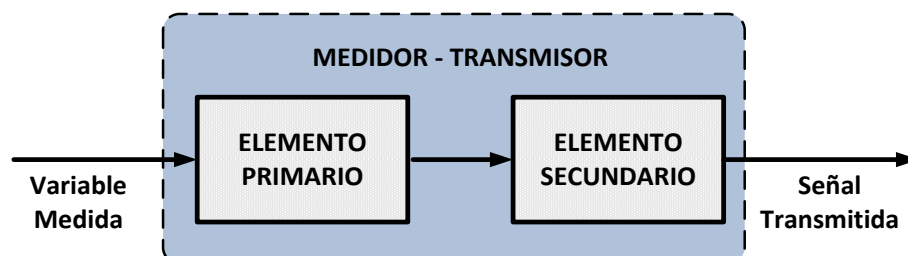 MEDIDOR - TRANSMISOR
ELEMENTO
PRIMARIO
ELEMENTO
SECUNDARIO
Variable
Medida
Señal
Transmitida